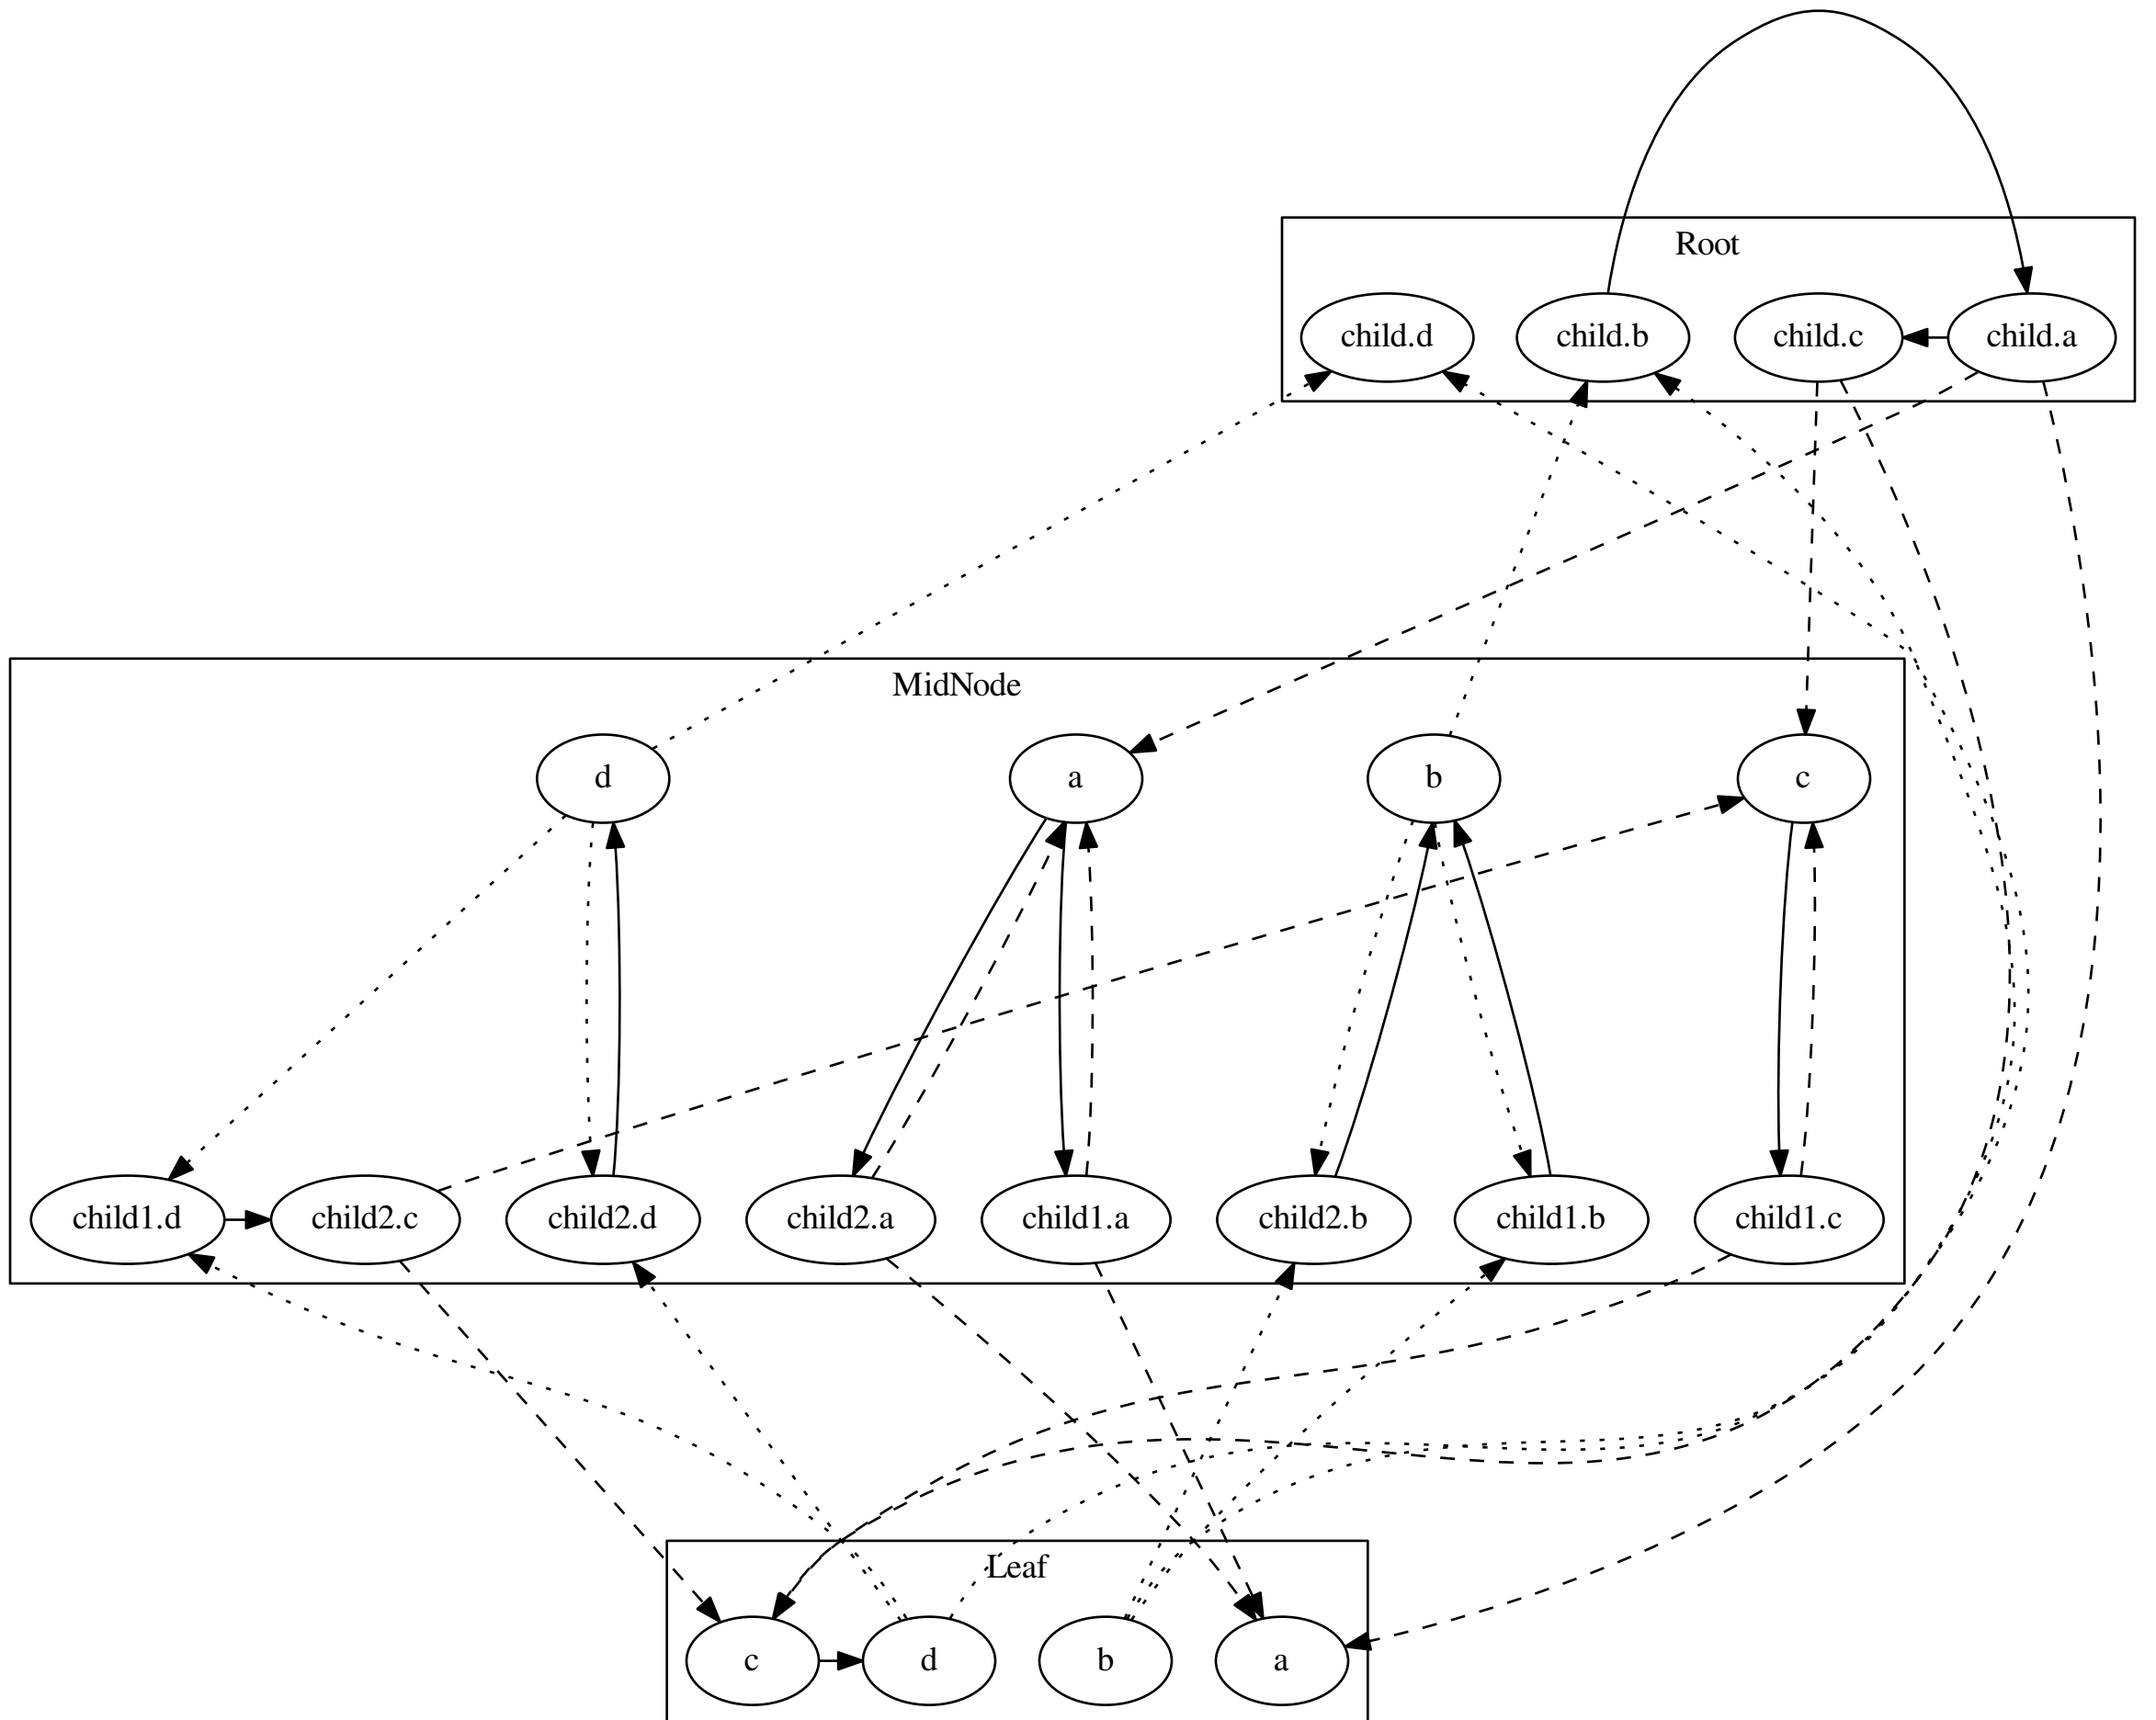 Root
child.d
child.b
child.c
child.a
MidNode
d
a
b
c
child1.d
child2.c
child2.d
child2.a
child1.a
child2.b
child1.b
child1.c
Leaf
c
d
b
a